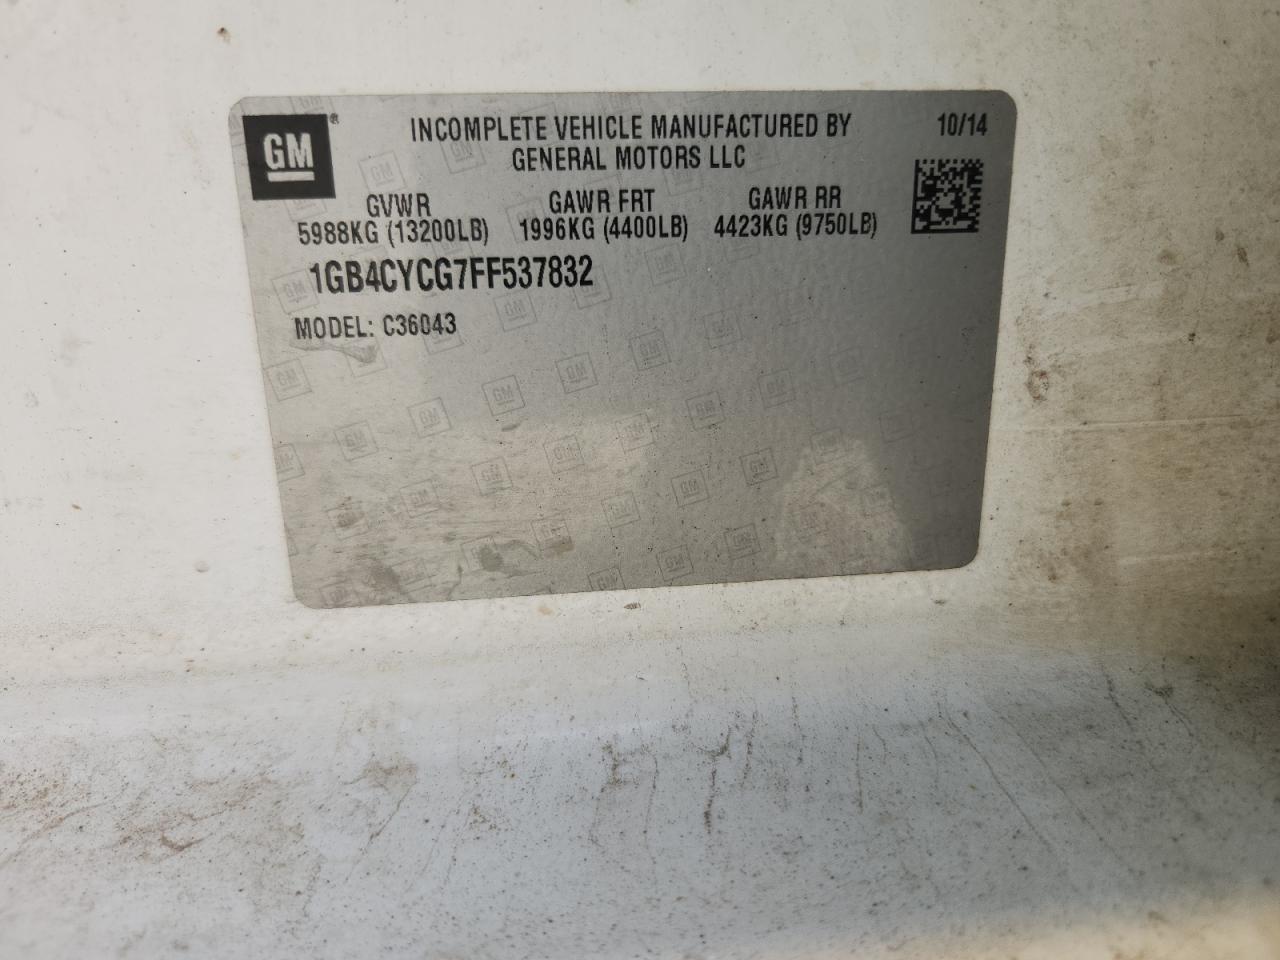 GM®
INCOMPLETE VEHICLE MANUFACTURED BY
GENERAL MOTORS LLC
10/14
GVWR GAWR FRT GAWR RR
5988KG (13200LB) 1996KG (4400LB) 4423KG (9750LB)
1GB4CYCG7FF537832
MODEL: C36043